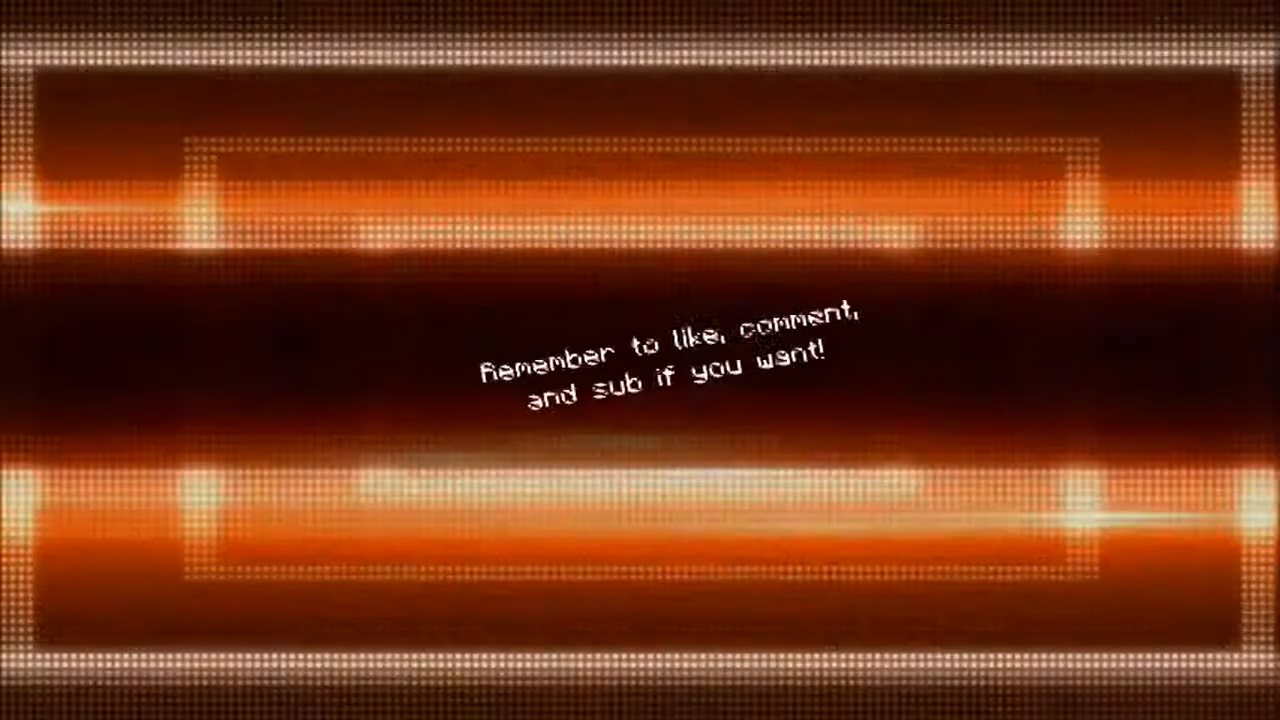 Remember to like, comment,
and sub if you want!